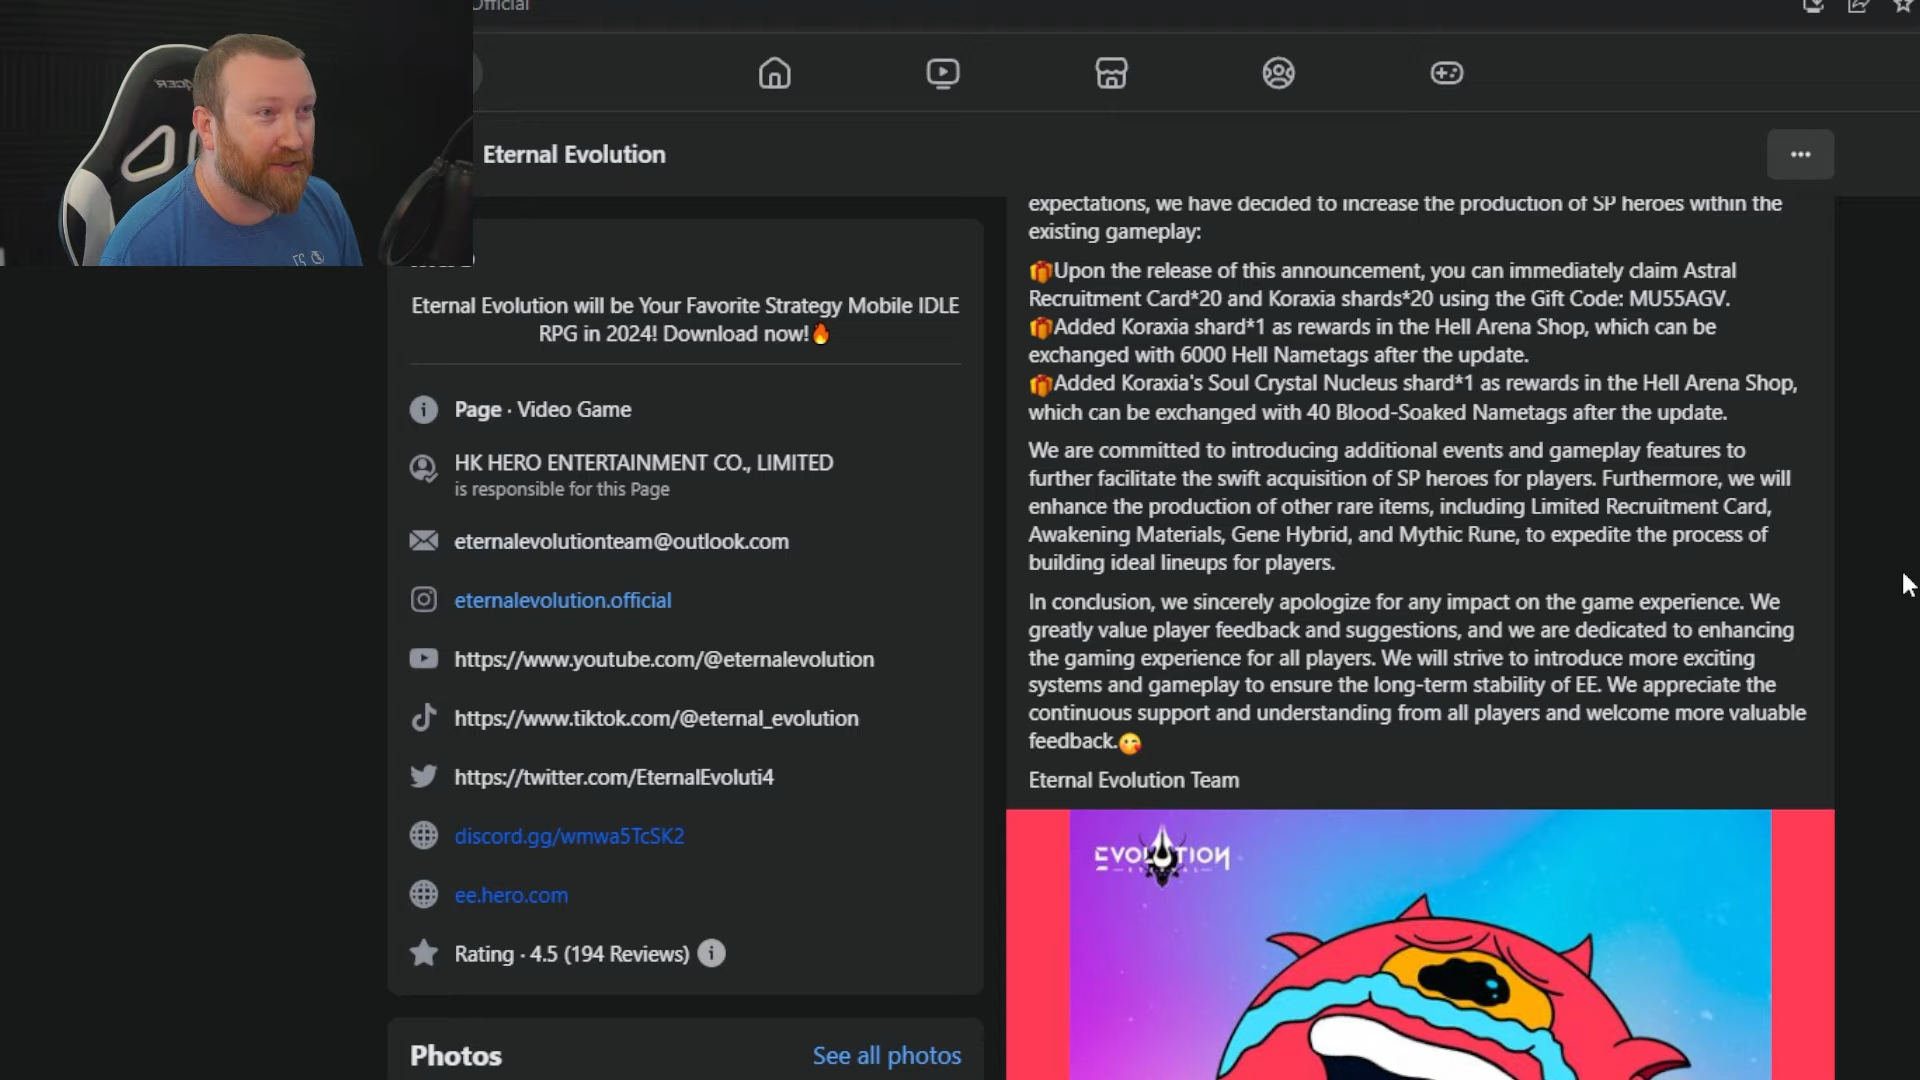 Official
Eternal Evolution
Eternal Evolution will be Your Favorite Strategy Mobile IDLE
RPG in 2024! Download now!🔥
Page · Video Game
HK HERO ENTERTAINMENT CO., LIMITED
is responsible for this Page
eternalevolutionteam@outlook.com
eternalevolution.official
https://www.youtube.com/@eternalevolution
https://www.tiktok.com/@eternal_evolution
https://twitter.com/EternalEvoluti4
discord.gg/wmwa5TcSK2
ee.hero.com
Rating · 4.5 (194 Reviews)
Photos
See all photos
expectations, we have decided to increase the production of SP heroes within the
existing gameplay:
🎁Upon the release of this announcement, you can immediately claim Astral
Recruitment Card*20 and Koraxia shards*20 using the Gift Code: MU55AGV.
🎁Added Koraxia shard*1 as rewards in the Hell Arena Shop, which can be
exchanged with 6000 Hell Nametags after the update.
🎁Added Koraxia's Soul Crystal Nucleus shard*1 as rewards in the Hell Arena Shop,
which can be exchanged with 40 Blood-Soaked Nametags after the update.
We are committed to introducing additional events and gameplay features to
further facilitate the swift acquisition of SP heroes for players. Furthermore, we will
enhance the production of other rare items, including Limited Recruitment Card,
Awakening Materials, Gene Hybrid, and Mythic Rune, to expedite the process of
building ideal lineups for players.
In conclusion, we sincerely apologize for any impact on the game experience. We
greatly value player feedback and suggestions, and we are dedicated to enhancing
the gaming experience for all players. We will strive to introduce more exciting
systems and gameplay to ensure the long-term stability of EE. We appreciate the
continuous support and understanding from all players and welcome more valuable
feedback.😘
Eternal Evolution Team
EVOLUTION
ETERNAL